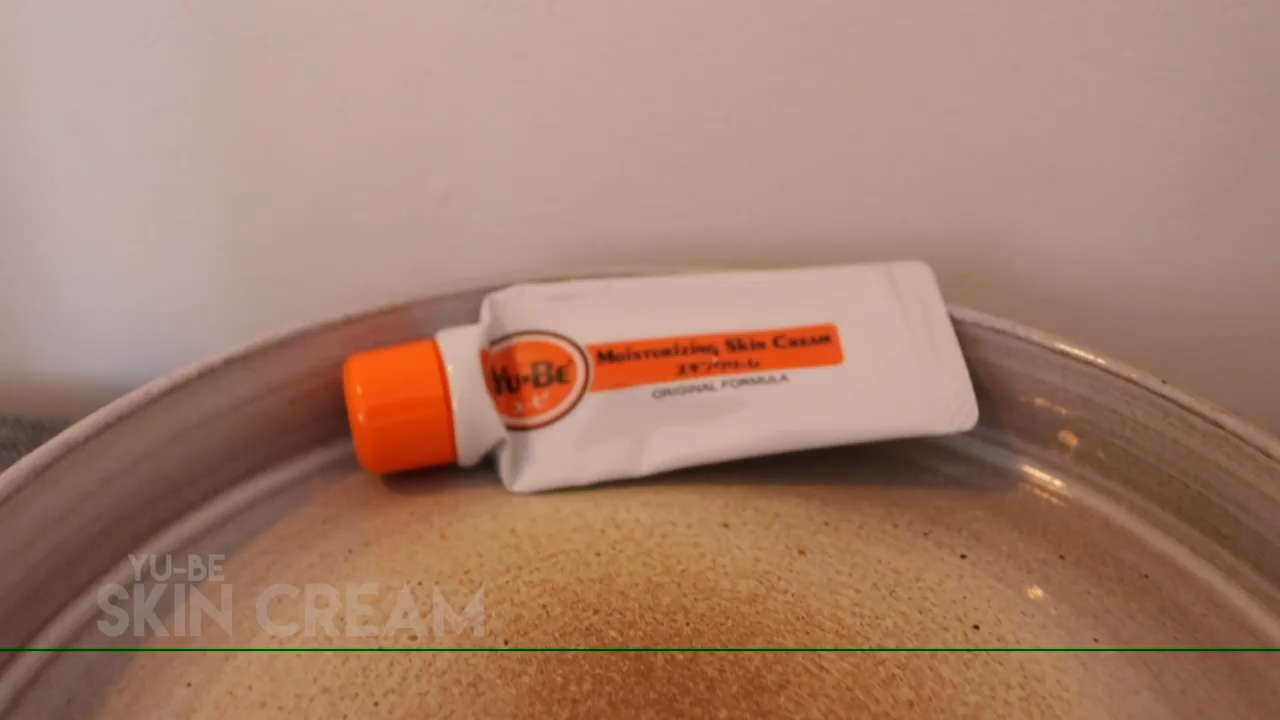 Yu-Be
Moisturizing Skin Cream
ORIGINAL FORMULA
YU-BE
SKIN CREAM